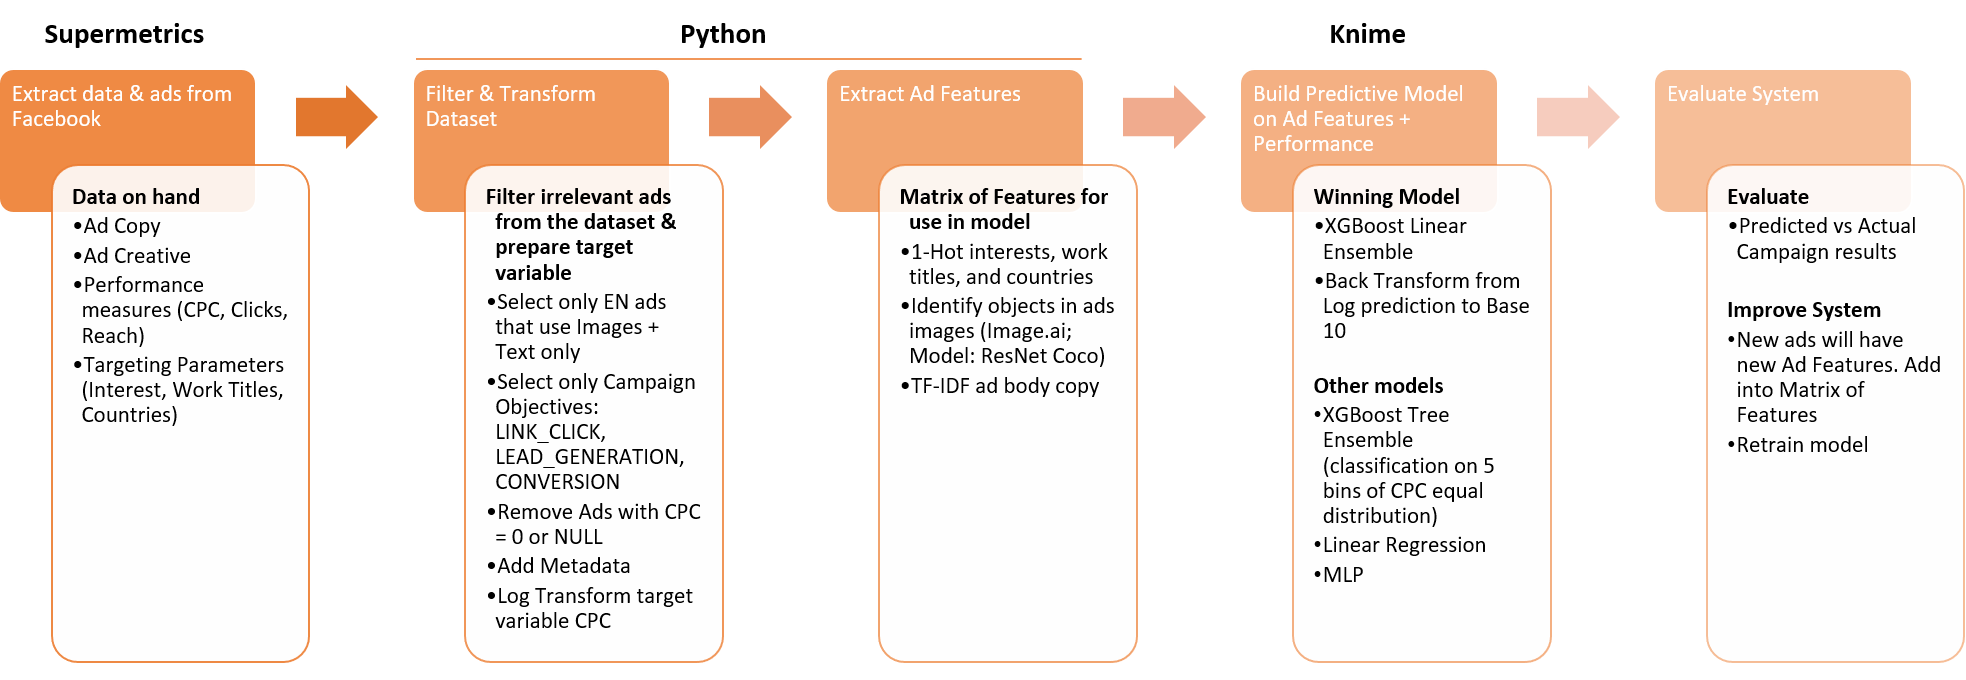 Supermetrics
Python
Knime
Extract data & ads from
Facebook
Data on hand
•Ad Copy
•Ad Creative
•Performance
measures (CPC, Clicks,
Reach)
•Targeting Parameters
(Interest, Work Titles,
Countries)
Filter & Transform
Dataset
Filter irrelevant ads
from the dataset &
prepare target
variable
•Select only EN ads
that use Images +
Text only
•Select only Campaign
Objectives:
LINK_CLICK,
LEAD_GENERATION,
CONVERSION
•Remove Ads with CPC
= 0 or NULL
•Add Metadata
•Log Transform target
variable CPC
Extract Ad Features
Matrix of Features for
use in model
•1-Hot interests, work
titles, and countries
•Identify objects in ads
images (Image.ai;
Model: ResNet Coco)
•TF-IDF ad body copy
Build Predictive Model
on Ad Features +
Performance
Winning Model
•XGBoost Linear
Ensemble
•Back Transform from
Log prediction to Base
10
Other models
•XGBoost Tree
Ensemble
(classification on 5
bins of CPC equal
distribution)
•Linear Regression
•MLP
Evaluate System
Evaluate
•Predicted vs Actual
Campaign results
Improve System
•New ads will have
new Ad Features. Add
into Matrix of
Features
•Retrain model